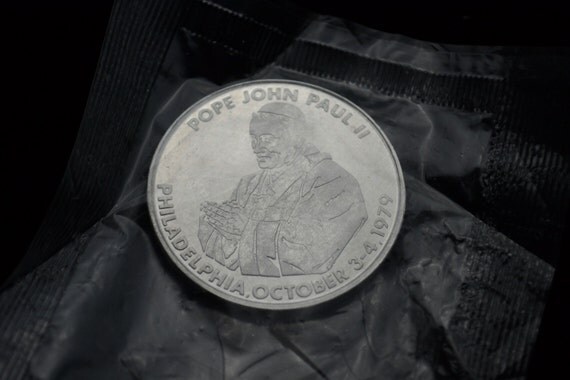 POPE JOHN PAUL II
PHILADELPHIA, OCTOBER 3-4, 1979